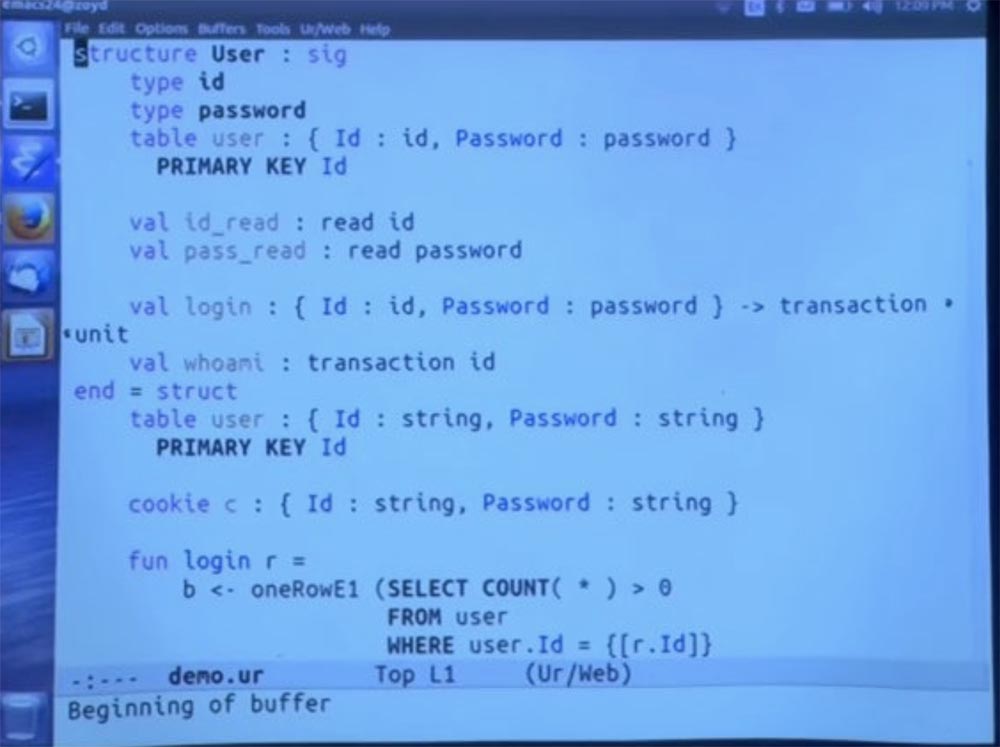 emacs24@zoyd
12:09 PM
File Edit Options Buffers Tools Ur/Web Help
structure User : sig
    type id
    type password
    table user : { Id : id, Password : password }
      PRIMARY KEY Id

    val id_read : read id
    val pass_read : read password

    val login : { Id : id, Password : password } -> transaction
unit
    val whoami : transaction id
end = struct
    table user : { Id : string, Password : string }
      PRIMARY KEY Id

    cookie c : { Id : string, Password : string }

    fun login r =
        b <- oneRowE1 (SELECT COUNT( * ) > 0
                       FROM user
                       WHERE user.Id = {[r.Id]}
-:--- demo.ur Top L1 (Ur/Web)
Beginning of buffer